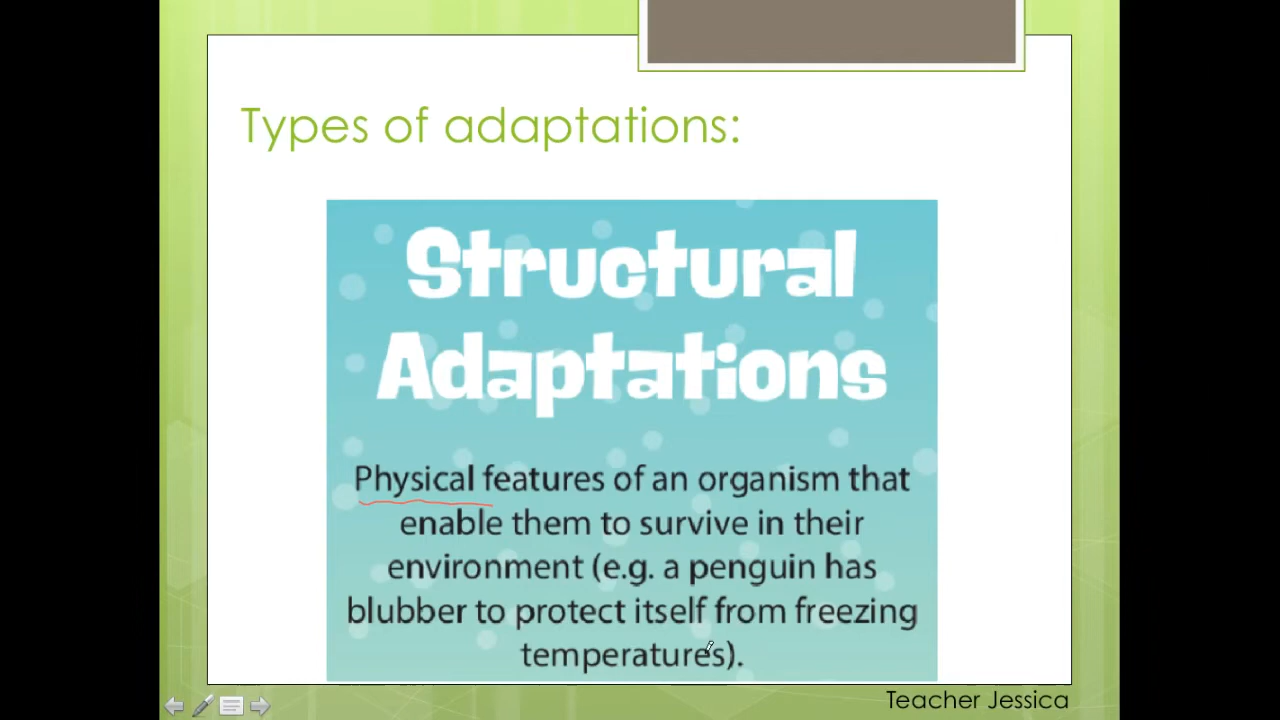 Types of adaptations:
Structural
Adaptations
Physical features of an organism that
enable them to survive in their
environment (e.g. a penguin has
blubber to protect itself from freezing
temperatures).
Teacher Jessica